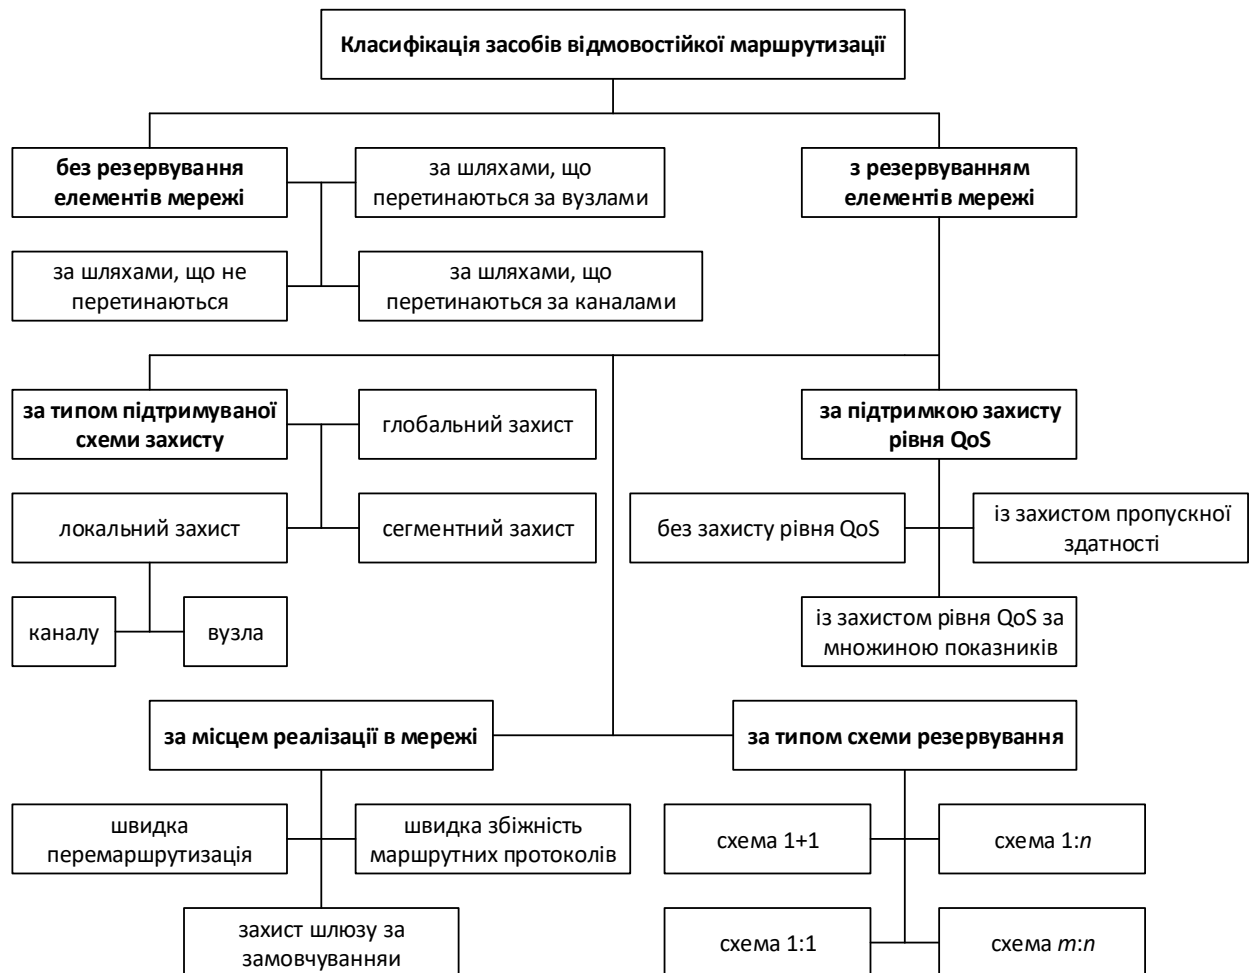 Класифікація засобів відмовостійкої маршрутизації
без резервування
елементів мережі
за шляхами, що
перетинаються за вузлами
з резервуванням
елементів мережі
за шляхами, що не
перетинаються
за шляхами, що
перетинаються за каналами
за типом підтримуваної
схеми захисту
глобальний захист
за підтримкою захисту
рівня QoS
локальний захист
сегментний захист
без захисту рівня QoS
із захистом пропускної
здатності
каналу
вузла
із захистом рівня QoS за
множиною показників
за місцем реалізації в мережі
за типом схеми резервування
швидка
перемаршрутизація
швидка збіжність
маршрутних протоколів
схема 1+1
схема 1:n
захист шлюзу за
замовчуванняи
схема 1:1
схема m:n